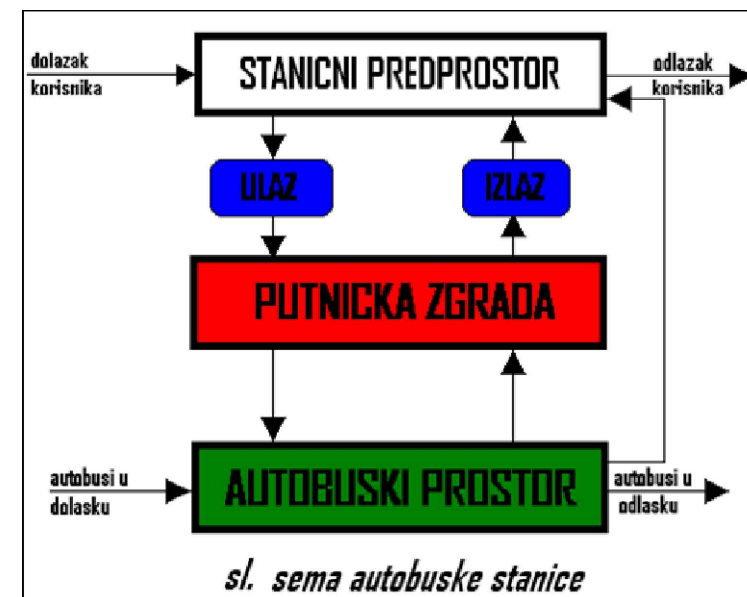 dolazak
korisnika
STANICNI PREDPROSTOR
odlazak
korisnika
ULAZ
IZLAZ
PUTNICKA ZGRADA
autobusi u
dolasku
AUTOBUSKI PROSTOR
autobusi u
odlasku
sl. sema autobuske stanice